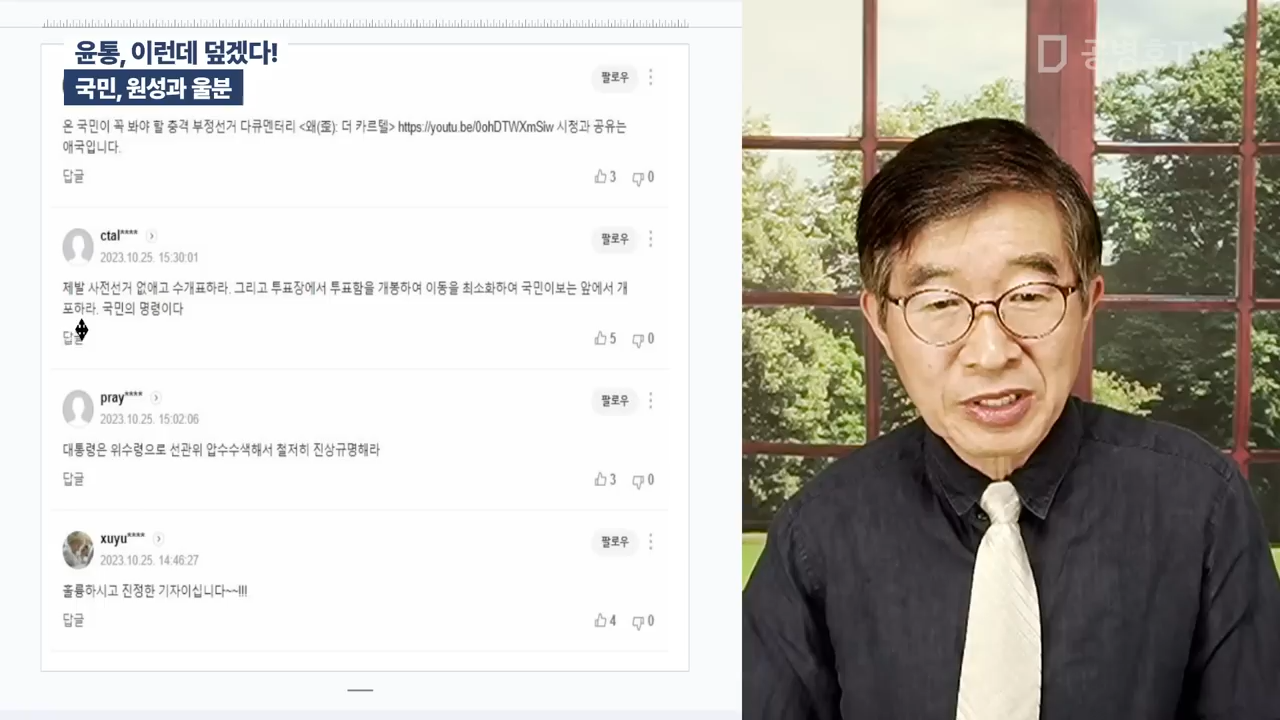 윤통, 이런데 덮겠다!
국민, 원성과 울분
공병호TV
팔로우
온 국민이 꼭 봐야 할 충격 부정선거 다큐멘터리 <왜(歪): 더 카르텔> https://youtu.be/0ohDTWXmSiw 시청과 공유는
애국입니다.
답글
3
0
ctal****
팔로우
2023.10.25. 15:30:01
제발 사전선거 없애고 수개표하라. 그리고 투표장에서 투표함을 개봉하여 이동을 최소화하여 국민이보는 앞에서 개
표하라. 국민의 명령이다
답글
5
0
pray****
팔로우
2023.10.25. 15:02:06
대통령은 위수령으로 선관위 압수수색해서 철저히 진상규명해라
답글
3
0
xuyu****
팔로우
2023.10.25. 14:46:27
훌륭하시고 진정한 기자이십니다~~!!!
답글
4
0